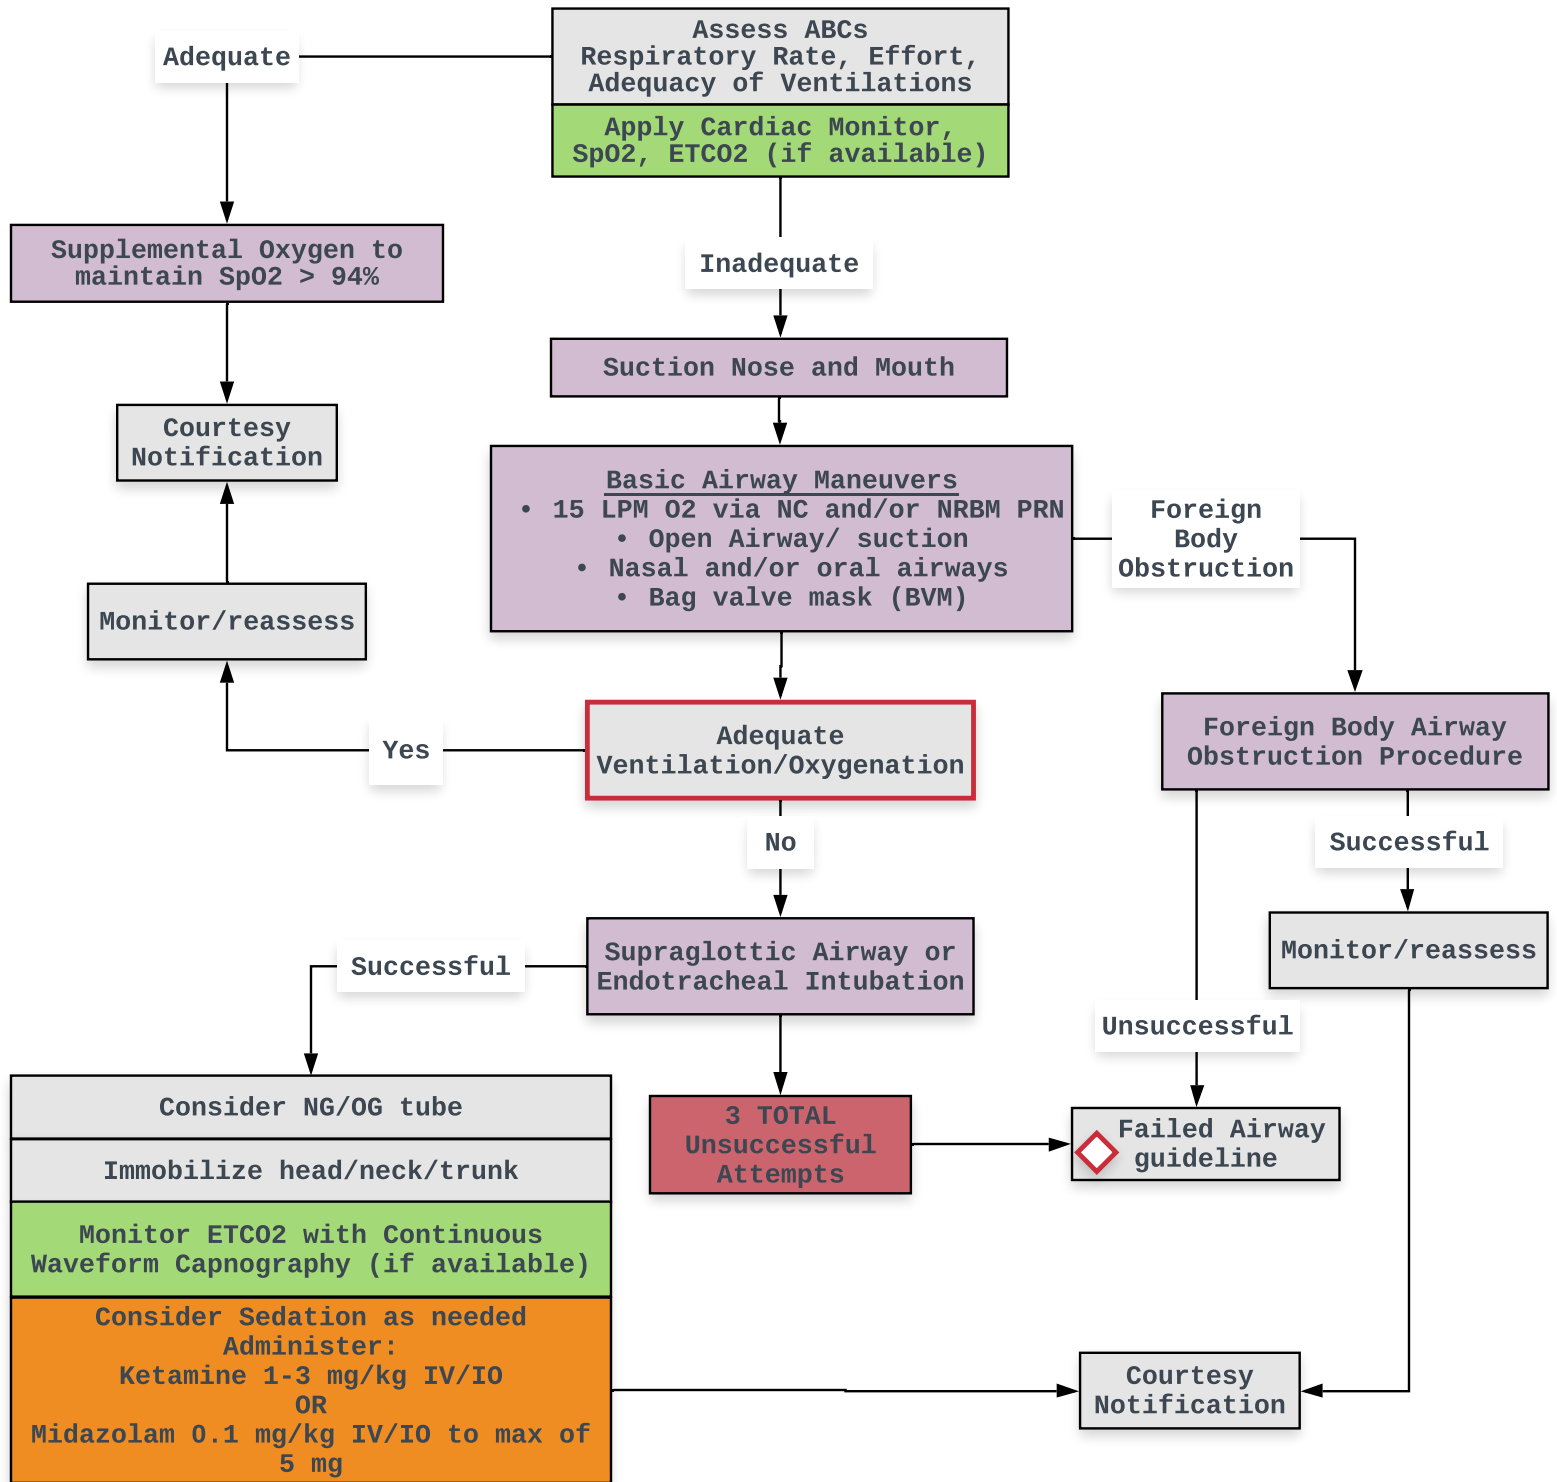 Assess ABCs
Respiratory Rate, Effort,
Adequacy of Ventilations
Apply Cardiac Monitor,
SpO2, ETCO2 (if available)
Adequate
Supplemental Oxygen to
maintain SpO2 > 94%
Courtesy
Notification
Monitor/reassess
Inadequate
Suction Nose and Mouth
Basic Airway Maneuvers
• 15 LPM O2 via NC and/or NRBM PRN
• Open Airway/ suction
• Nasal and/or oral airways
• Bag valve mask (BVM)
Foreign
Body
Obstruction
Yes
Adequate
Ventilation/Oxygenation
Foreign Body Airway
Obstruction Procedure
No
Successful
Monitor/reassess
Successful
Supraglottic Airway or
Endotracheal Intubation
Unsuccessful
Consider NG/OG tube
Immobilize head/neck/trunk
Monitor ETCO2 with Continuous
Waveform Capnography (if available)
Consider Sedation as needed
Administer:
Ketamine 1-3 mg/kg IV/IO
OR
Midazolam 0.1 mg/kg IV/IO to max of
5 mg
3 TOTAL
Unsuccessful
Attempts
Failed Airway
guideline
Courtesy
Notification